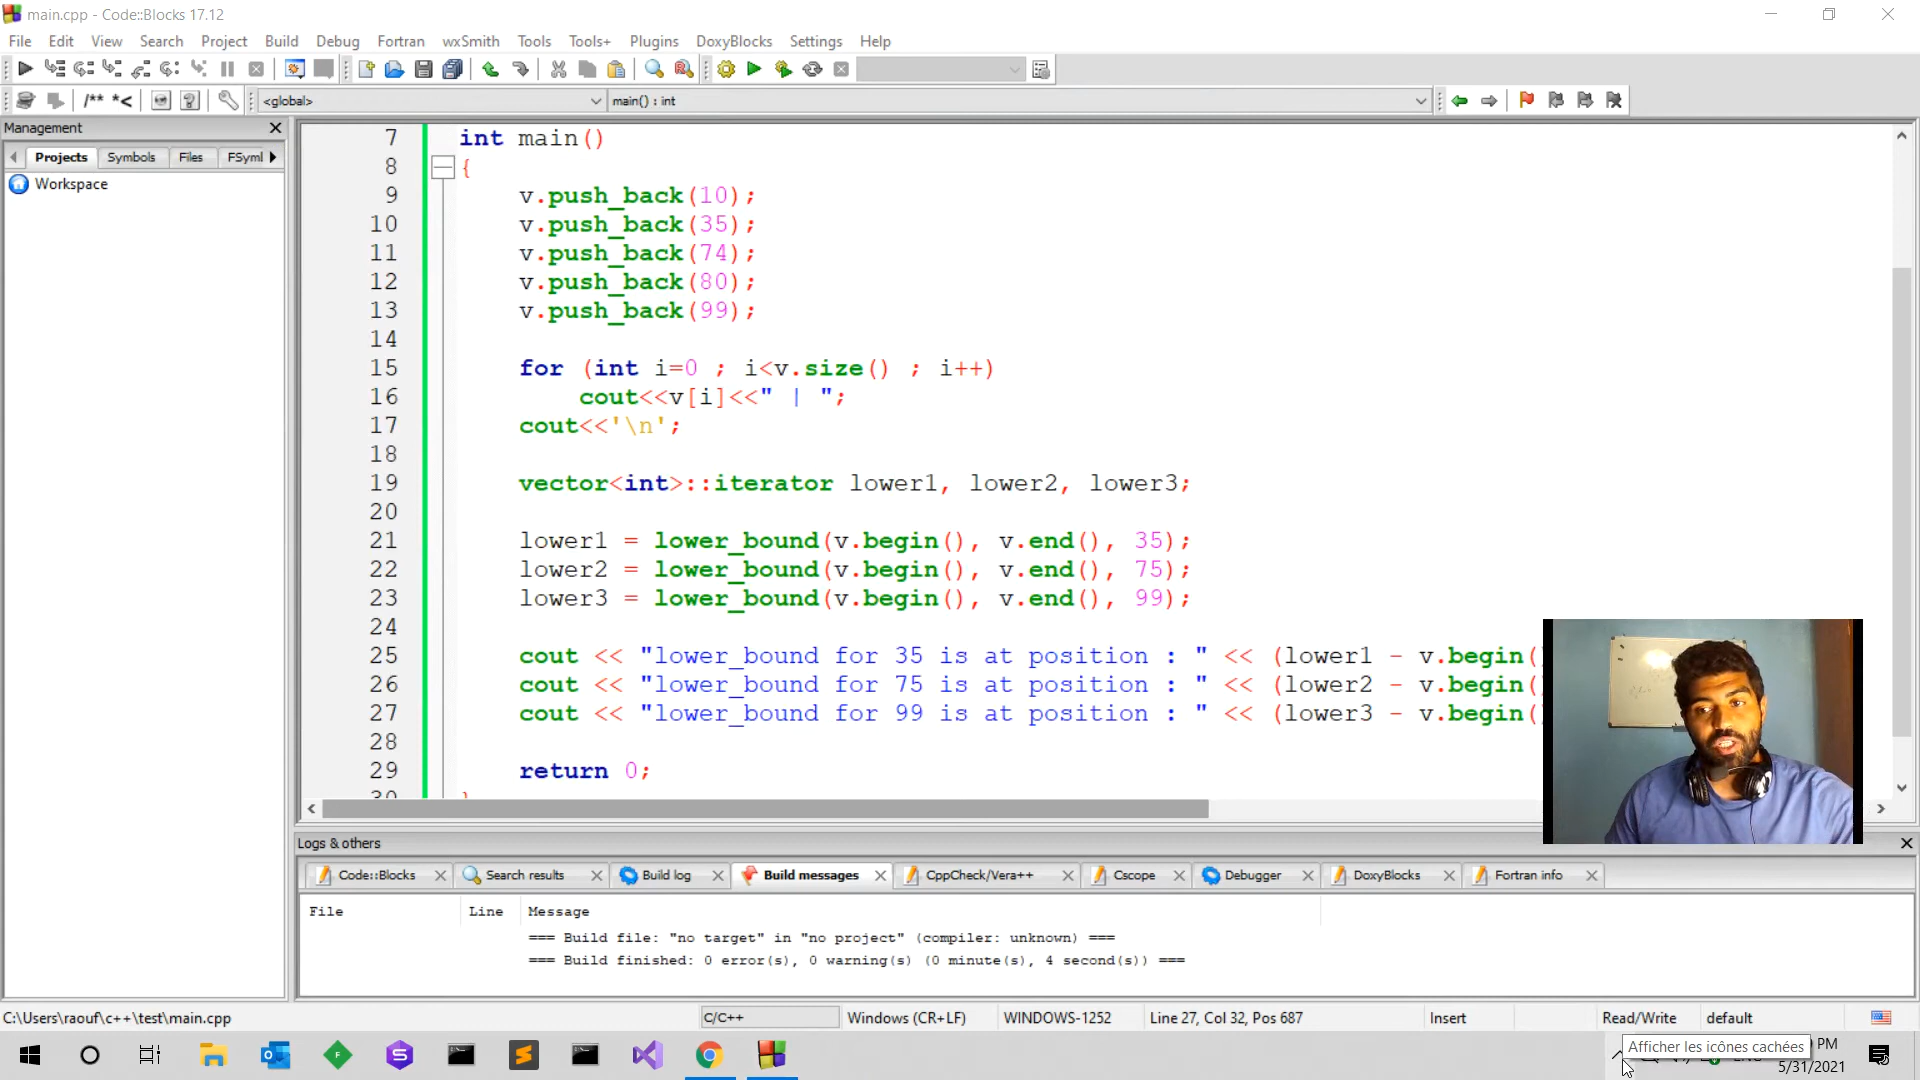 main.cpp - Code::Blocks 17.12
File Edit View Search Project Build Debug Fortran wxSmith Tools Tools+ Plugins DoxyBlocks Settings Help
/** *< <global> main() : int
Management
Projects Symbols Files FSymb
Workspace
7 int main()
8 {
9 v.push_back(10);
10 v.push_back(35);
11 v.push_back(74);
12 v.push_back(80);
13 v.push_back(99);
14
15 for (int i=0 ; i<v.size() ; i++)
16 cout<<v[i]<<" | ";
17 cout<<'\n';
18
19 vector<int>::iterator lower1, lower2, lower3;
20
21 lower1 = lower_bound(v.begin(), v.end(), 35);
22 lower2 = lower_bound(v.begin(), v.end(), 75);
23 lower3 = lower_bound(v.begin(), v.end(), 99);
24
25 cout << "lower_bound for 35 is at position : " << (lower1 - v.begin(
26 cout << "lower_bound for 75 is at position : " << (lower2 - v.begin(
27 cout << "lower_bound for 99 is at position : " << (lower3 - v.begin(
28
29 return 0;
30 }
Logs & others
Code::Blocks Search results Build log Build messages CppCheck/Vera++ Cscope Debugger DoxyBlocks Fortran info
File Line Message
=== Build file: "no target" in "no project" (compiler: unknown) ===
=== Build finished: 0 error(s), 0 warning(s) (0 minute(s), 4 second(s)) ===
C:\Users\raouf\c++\test\main.cpp C/C++ Windows (CR+LF) WINDOWS-1252 Line 27, Col 32, Pos 687 Insert Read/Write default
Afficher les icônes cachées
PM
5/31/2021